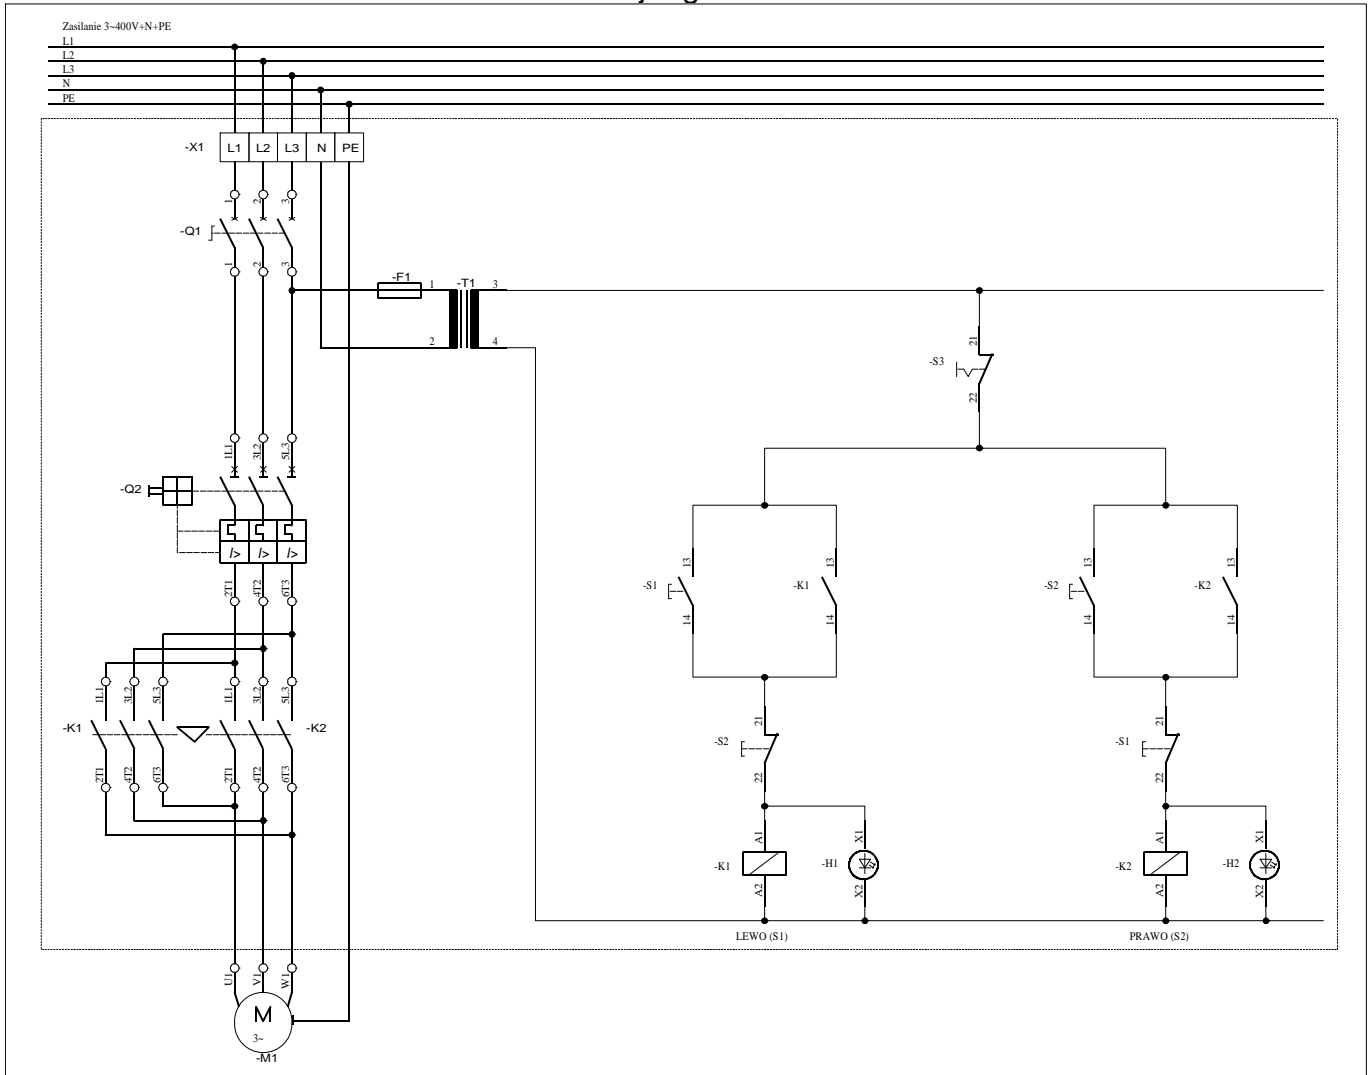 Zasilanie 3~400V+N+PE
L1
L2
L3
N
PE
-X1 L1 L2 L3 N PE
1 2 3
-Q1
1 2 3
-F1 1 -T1 3
2 4
21
-S3
22
1L1 3L2 5L3
-Q2
I> I> I>
2T1 4T2 6T3
13 13 13 13
-S1 -K1 -S2 -K2
14 14 14 14
1L1 3L2 5L3 1L1 3L2 5L3
-K1 -K2
2T1 4T2 6T3 2T1 4T2 6T3
21 21
-S2 -S1
22 22
A1 X1 A1 X1
-K1 -H1 -K2 -H2
A2 X2 A2 X2
LEWO (S1) PRAWO (S2)
U1 V1 W1
M
3~
-M1